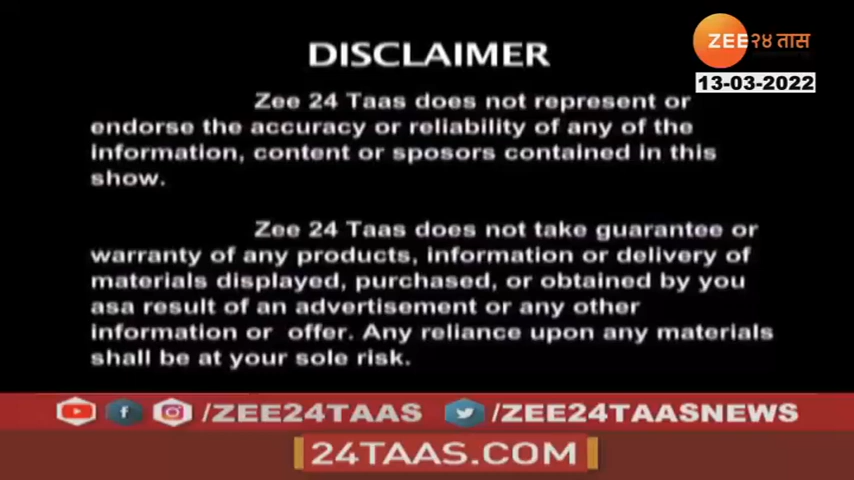 ZEE २४ तास
13-03-2022
DISCLAIMER
Zee 24 Taas does not represent or
endorse the accuracy or reliability of any of the
information, content or sposors contained in this
show.
Zee 24 Taas does not take guarantee or
warranty of any products, information or delivery of
materials displayed, purchased, or obtained by you
asa result of an advertisement or any other
information or offer. Any reliance upon any materials
shall be at your sole risk.
/ZEE24TAAS /ZEE24TAASNEWS
24TAAS.COM